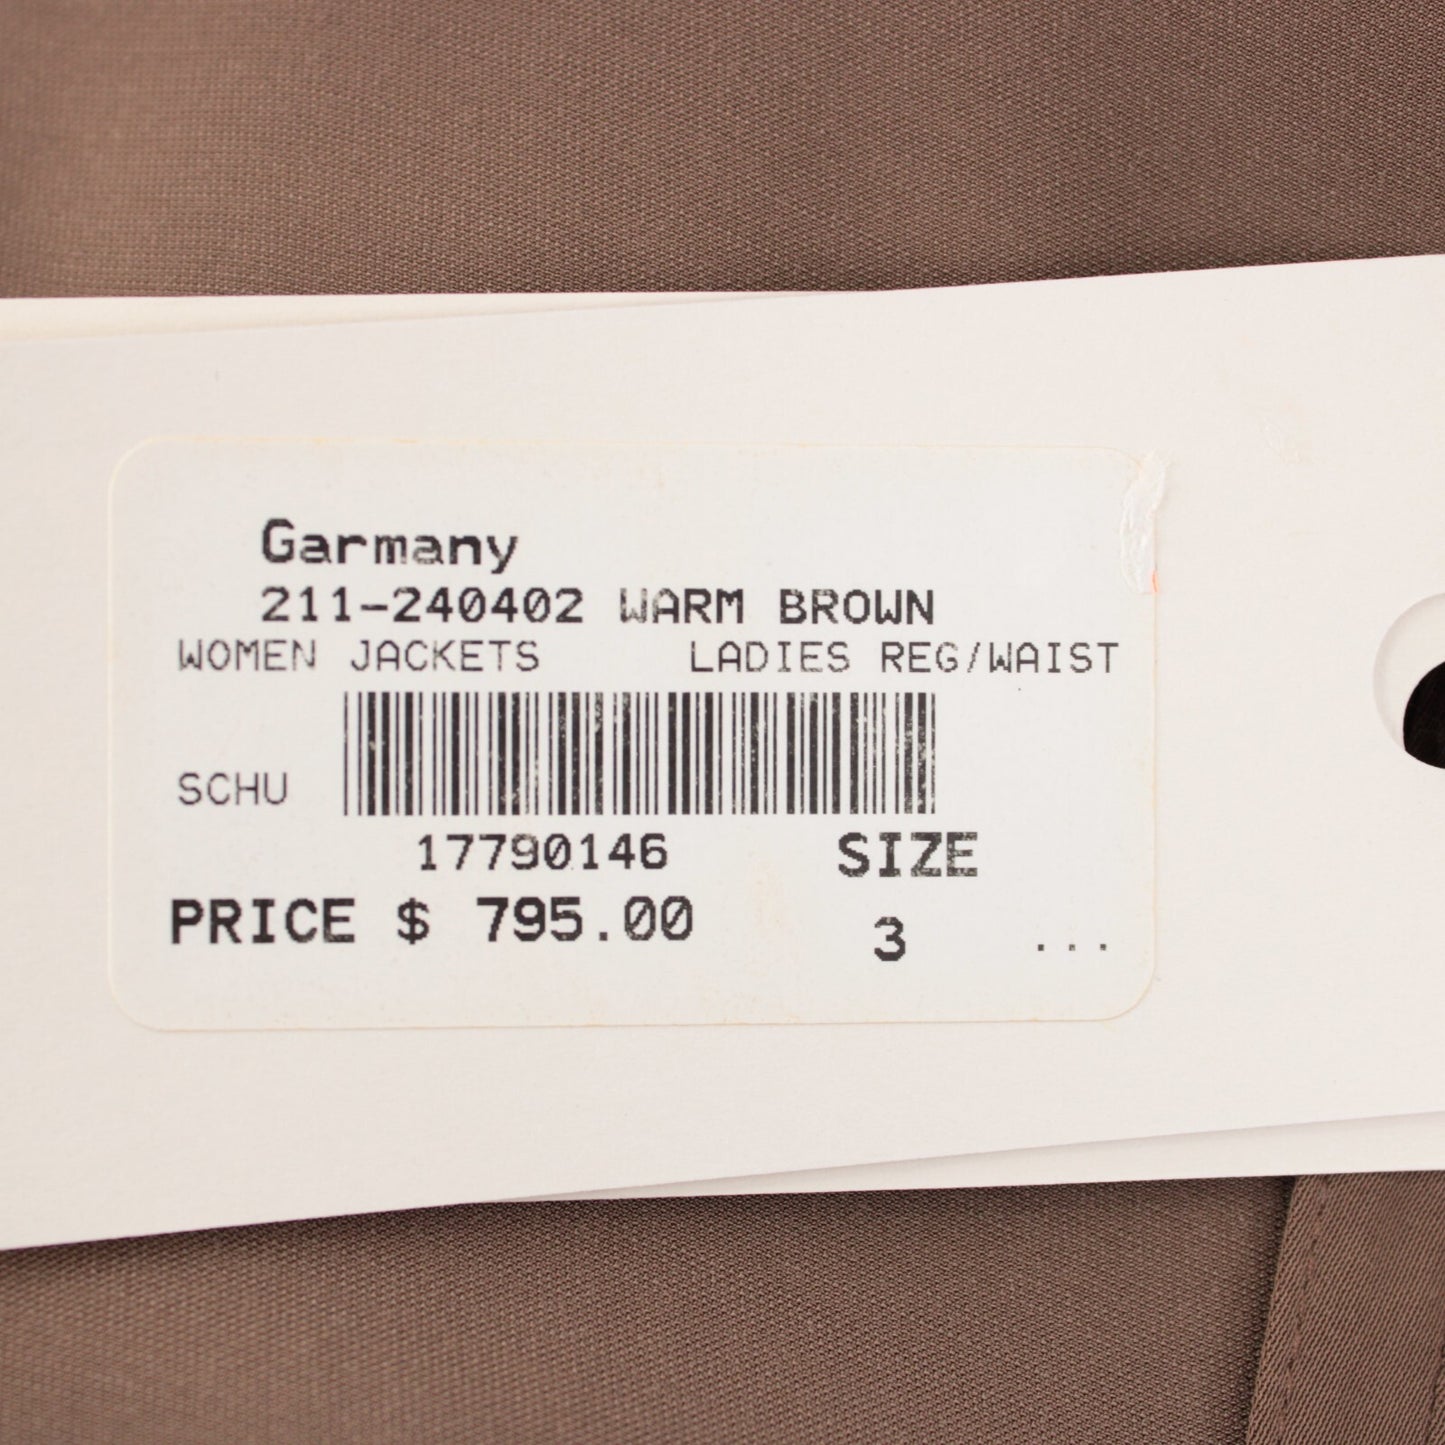 Garmany
211-240402 WARM BROWN
WOMEN JACKETS LADIES REG/WAIST
SCHU
17790146 SIZE
PRICE $ 795.00 3 ...